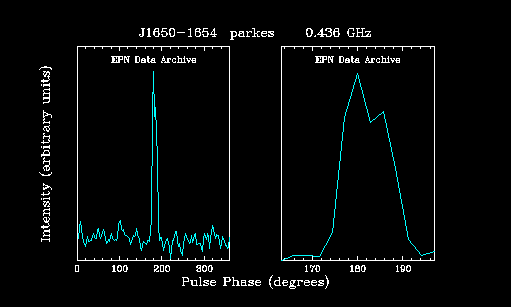 J1650-1654 parkes 0.436 GHz
EPN Data Archive EPN Data Archive
Intensity (arbitrary units)
0 100 200 300 170 180 190
Pulse Phase (degrees)